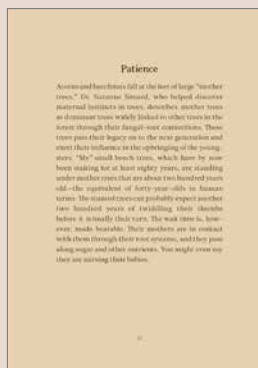 Patience
Acorns and beechnuts fall at the feet of large "mother
trees." Dr. Suzanne Simard, who helped discover
maternal instincts in trees, describes mother trees
as dominant trees widely linked to other trees in the
forest through their fungal–root connections. These
trees pass their legacy on to the next generation and
exert their influence in the upbringing of the young-
sters. "My" small beech trees, which have by now
been waiting for at least eighty years, are standing
under mother trees that are about two hundred years
old—the equivalent of forty-year-olds in human
terms. The stunted trees can probably expect another
two hundred years of twiddling their thumbs
before it is finally their turn. The wait time is, how-
ever, made bearable. Their mothers are in contact
with them through their root systems, and they pass
along sugar and other nutrients. You might even say
they are nursing their babies.